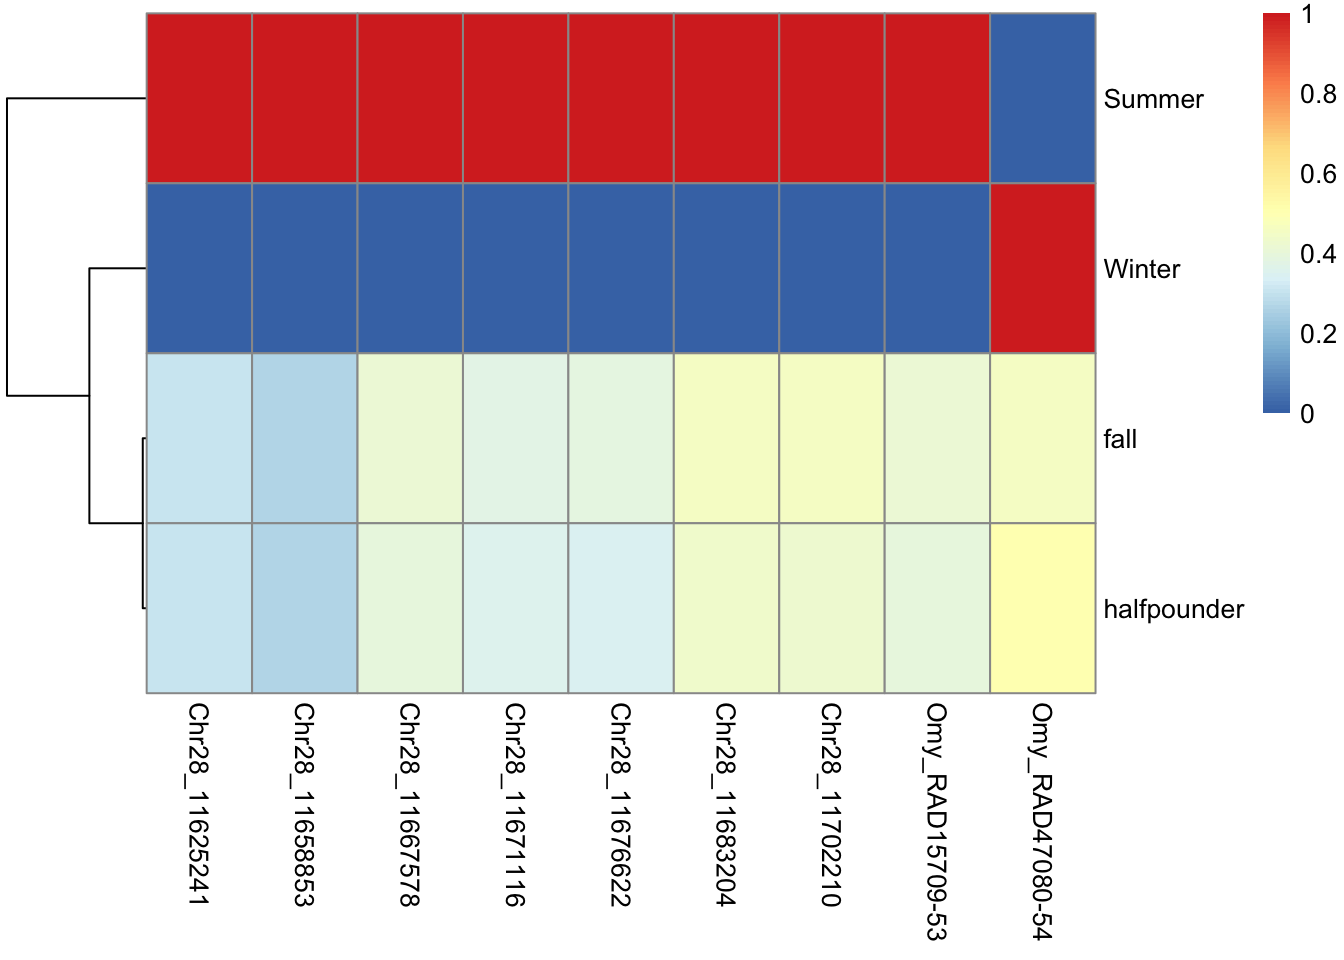 1
0.8
0.6
0.4
0.2
0
Summer
Winter
fall
halfpounder
Chr28_11625241
Chr28_11658853
Chr28_11667578
Chr28_11671116
Chr28_11676622
Chr28_11683204
Chr28_11702210
Omy_RAD15709-53
Omy_RAD47080-54